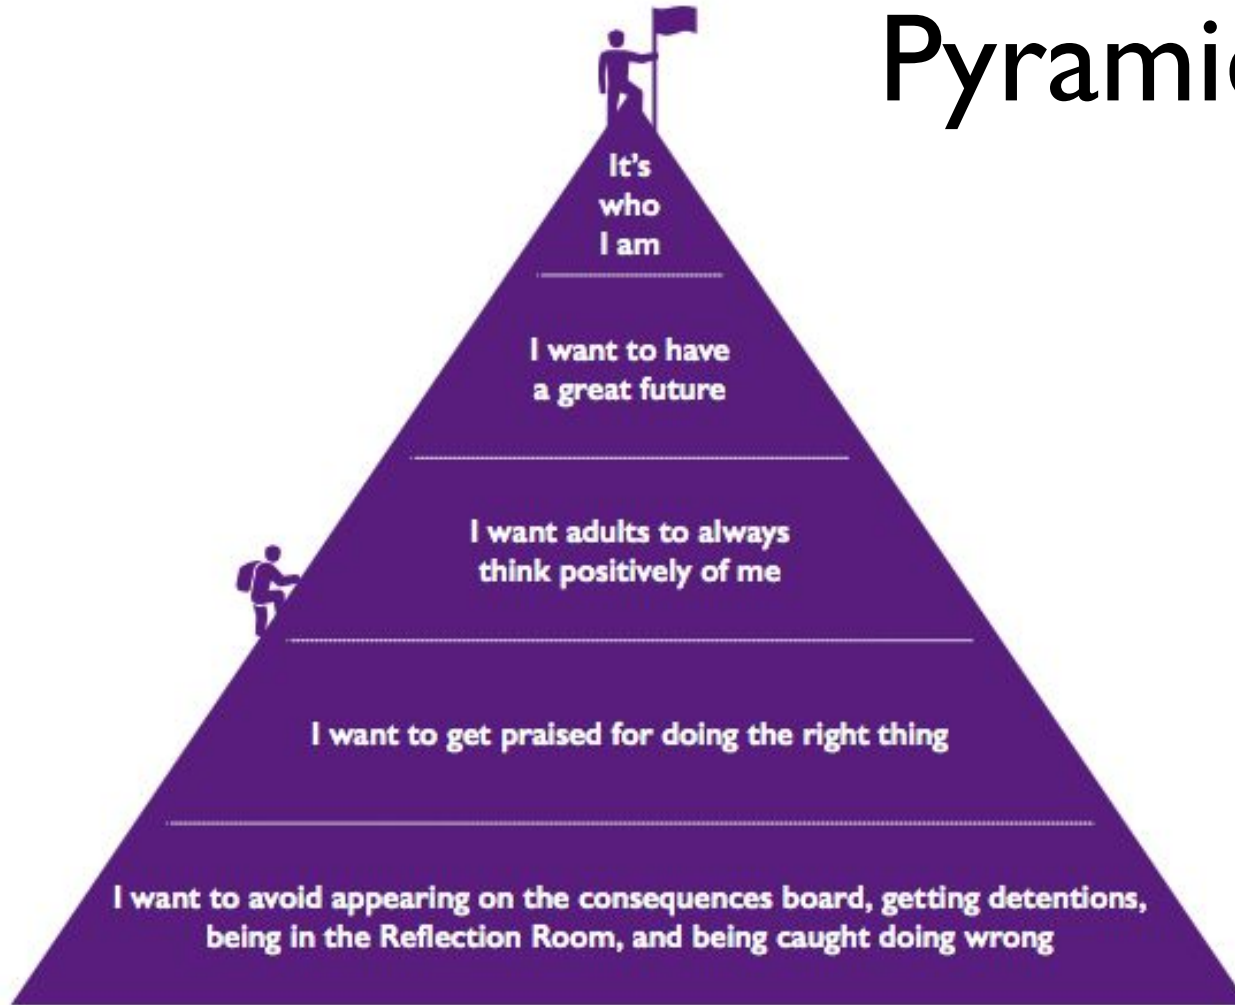 Pyramid
It's
who
I am
I want to have
a great future
I want adults to always
think positively of me
I want to get praised for doing the right thing
I want to avoid appearing on the consequences board, getting detentions,
being in the Reflection Room, and being caught doing wrong